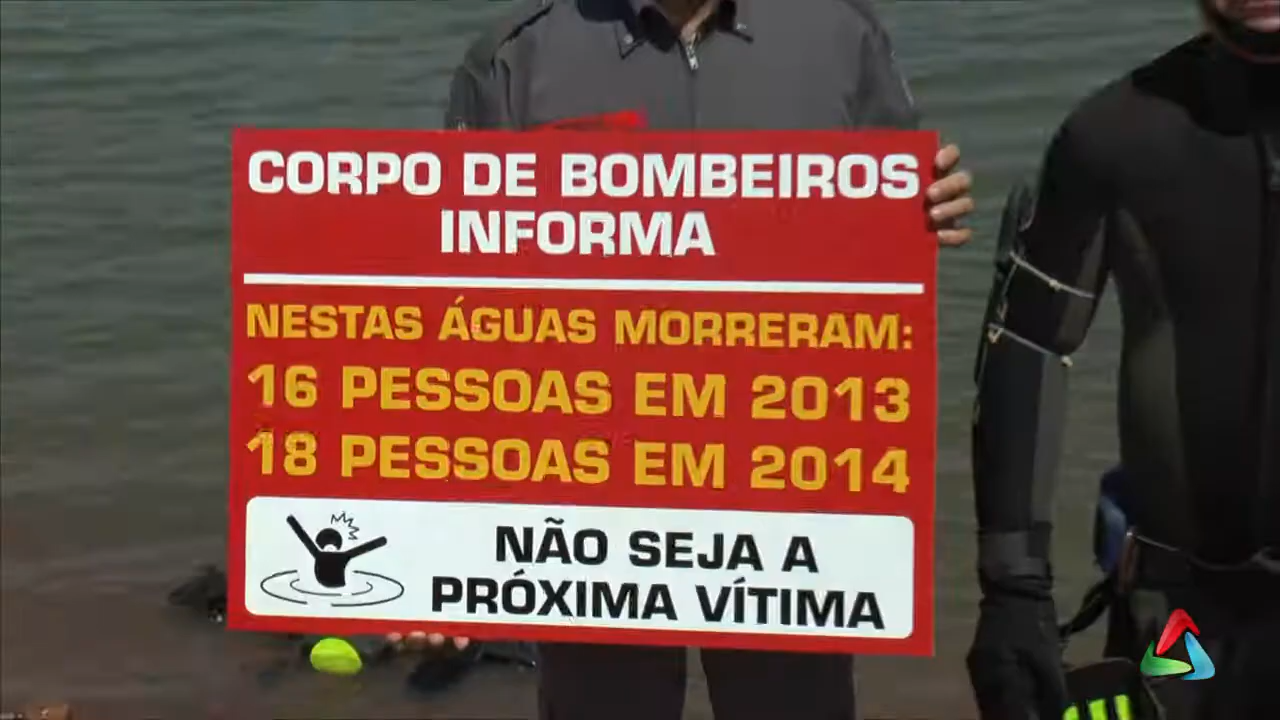 CORPO DE BOMBEIROS
INFORMA
NESTAS ÁGUAS MORRERAM:
16 PESSOAS EM 2013
18 PESSOAS EM 2014
NÃO SEJA A
PRÓXIMA VÍTIMA